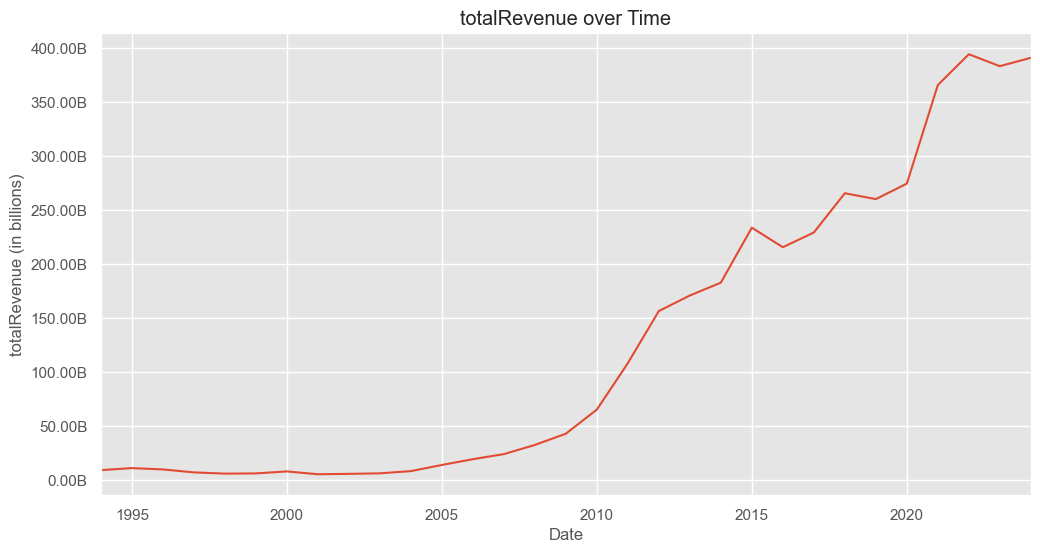 totalRevenue over Time
400.00B
350.00B
300.00B
250.00B
200.00B
150.00B
100.00B
50.00B
0.00B
totalRevenue (in billions)
1995 2000 2005 2010 2015 2020
Date